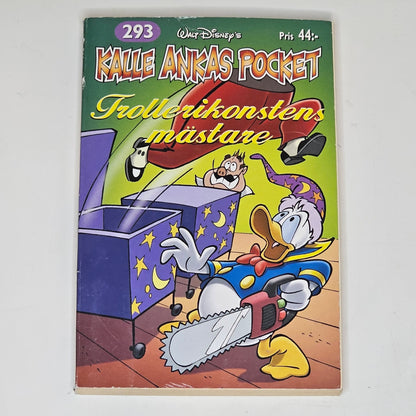 293
WALT DISNEY'S
Pris 44:-
KALLE ANKAS POCKET
Trollerikonstens
mästare